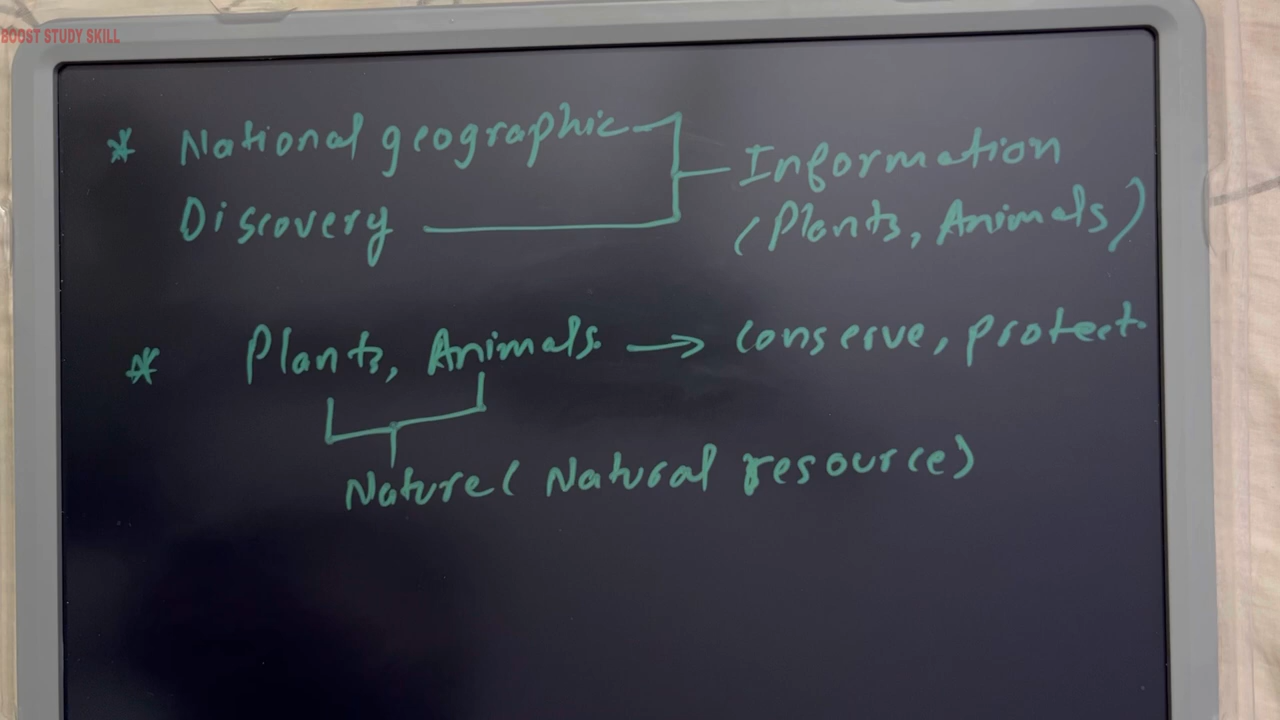 BOOST STUDY SKILL
* National geographic
Discovery
Information
(Plants, Animals)
* Plants, Animals. → conserve, protect.
Nature( Natural resource)